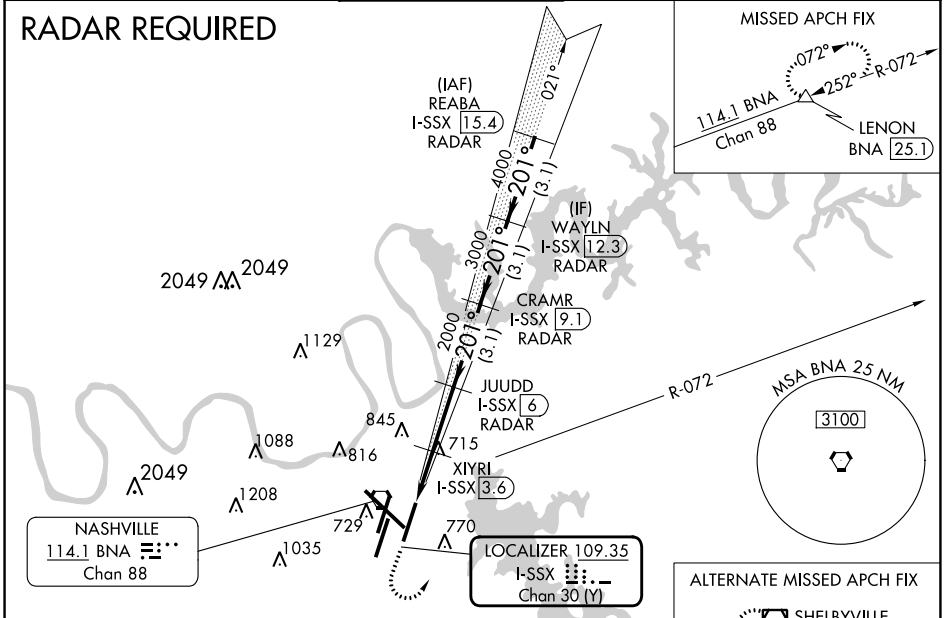 RADAR REQUIRED
(IAF)
REABA
I-SSX 15.4
RADAR
021°
4000
201°
(3.1)
(IF)
WAYLN
I-SSX 12.3
RADAR
3000
201°
(3.1)
CRAMR
I-SSX 9.1
RADAR
2000
201°
(3.1)
JUUDD
I-SSX 6
RADAR
XIYRI
I-SSX 3.6
R-072
2049
2049
1129
845
715
1088
816
2049
1208
729
770
1035
NASHVILLE
114.1 BNA
Chan 88
LOCALIZER 109.35
I-SSX
Chan 30 (Y)
MISSED APCH FIX
072°
252°
R-072
114.1 BNA
Chan 88
LENON
BNA 25.1
MSA BNA 25 NM
3100
ALTERNATE MISSED APCH FIX
SHELBYVILLE